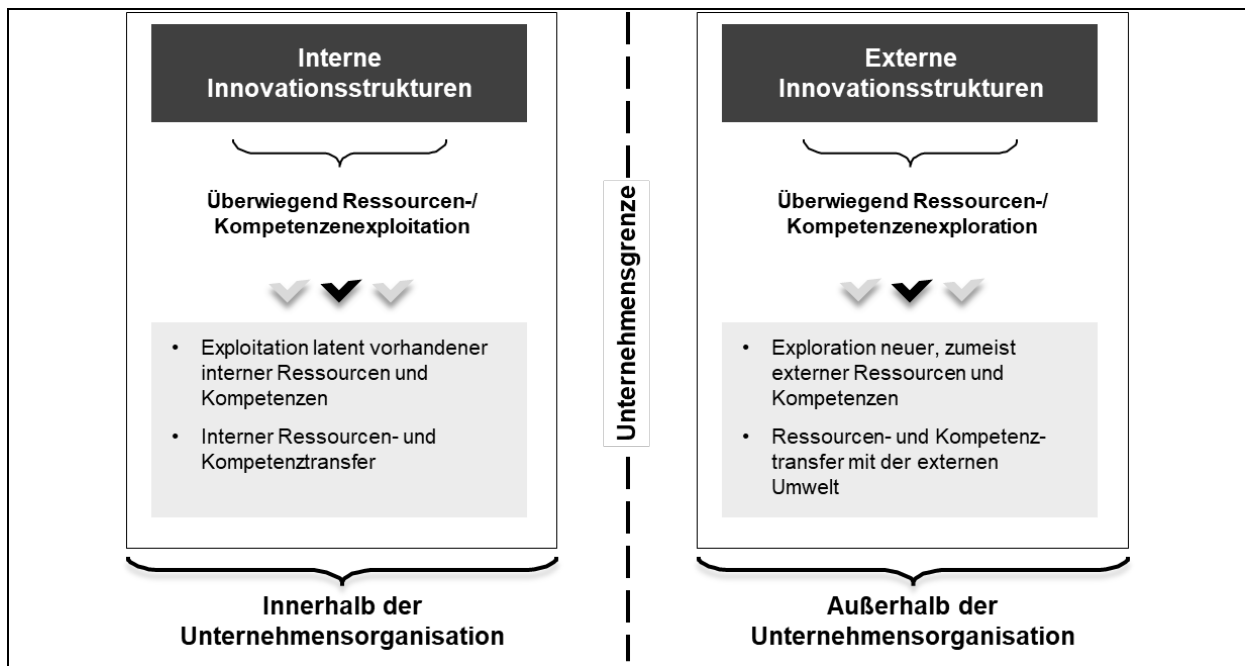 Interne
Innovationsstrukturen
Überwiegend Ressourcen-/
Kompetenzenexploitation
• Exploitation latent vorhandener
interner Ressourcen und
Kompetenzen
• Interner Ressourcen- und
Kompetenztransfer
Innerhalb der
Unternehmensorganisation
Unternehmensgrenze
Externe
Innovationsstrukturen
Überwiegend Ressourcen-/
Kompetenzenexploration
• Exploration neuer, zumeist
externer Ressourcen und
Kompetenzen
• Ressourcen- und Kompetenz-
transfer mit der externen
Umwelt
Außerhalb der
Unternehmensorganisation